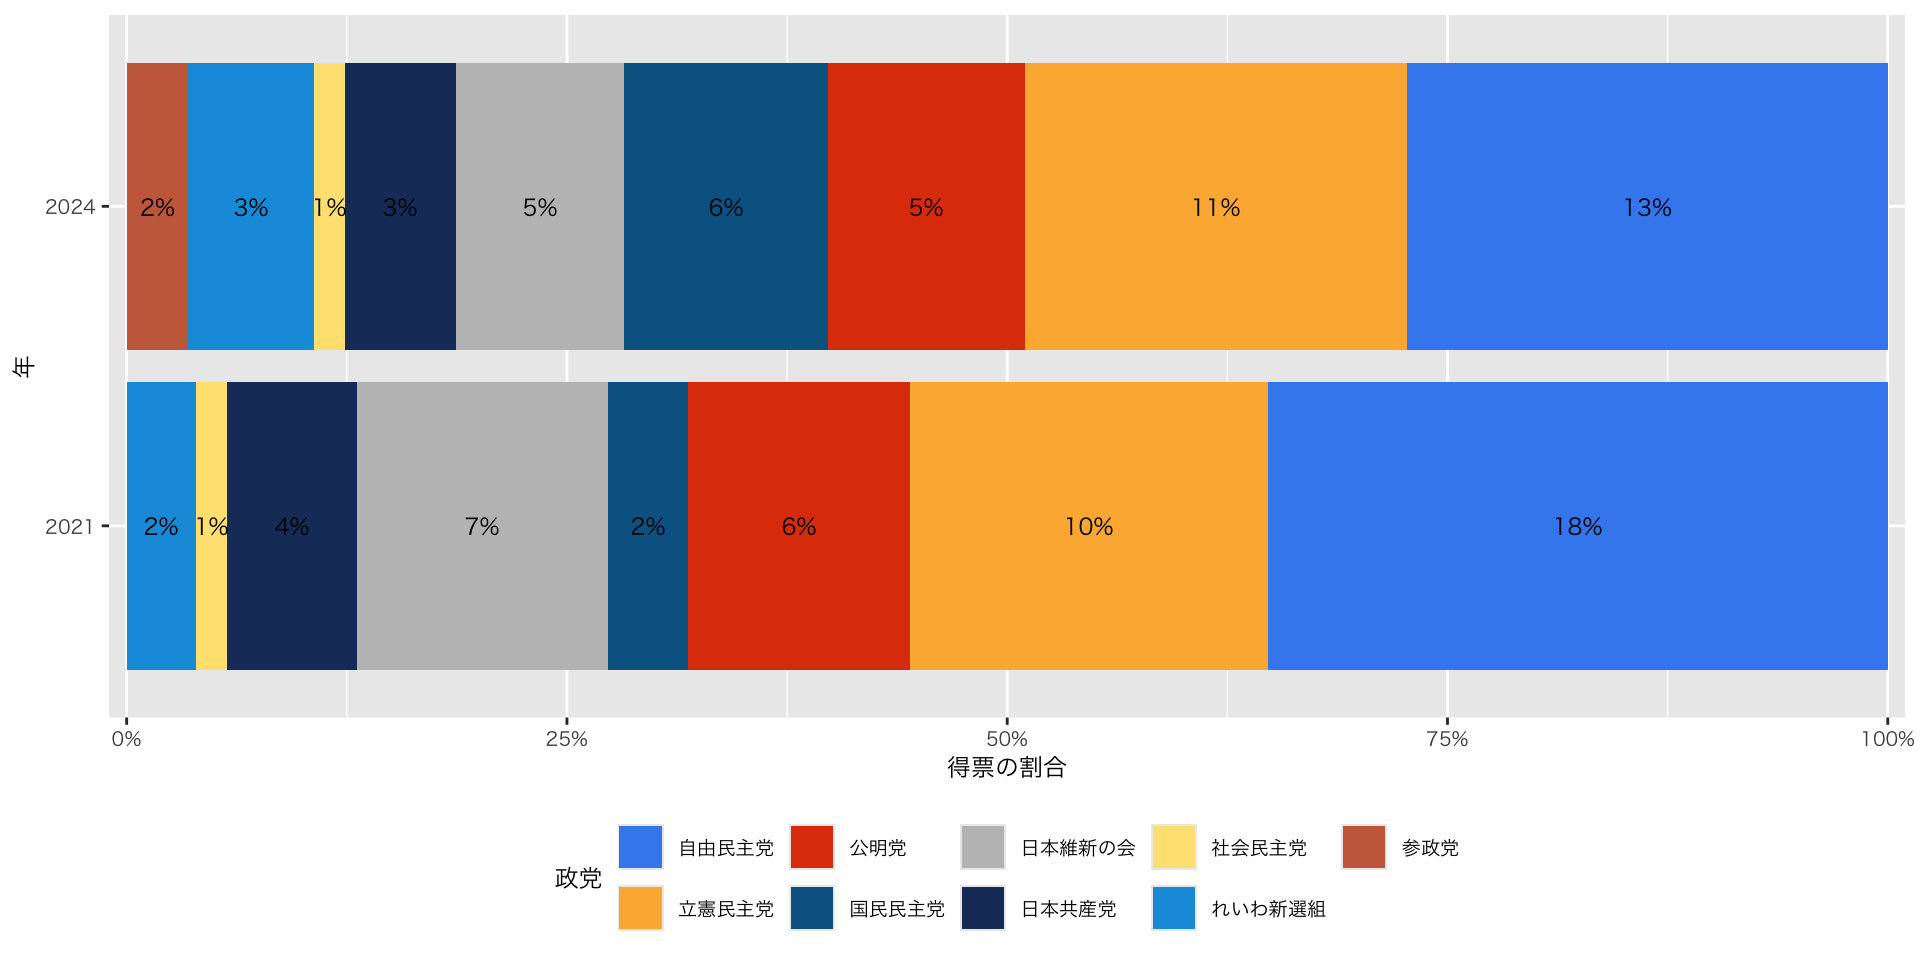 2024
2% 3% 1% 3% 5% 6% 5% 11% 13%
年
2021
2% 1% 4% 7% 2% 6% 10% 18%
0% 25% 50% 75% 100%
得票の割合
政党
自由民主党 公明党 日本維新の会 社会民主党 参政党
立憲民主党 国民民主党 日本共産党 れいわ新選組